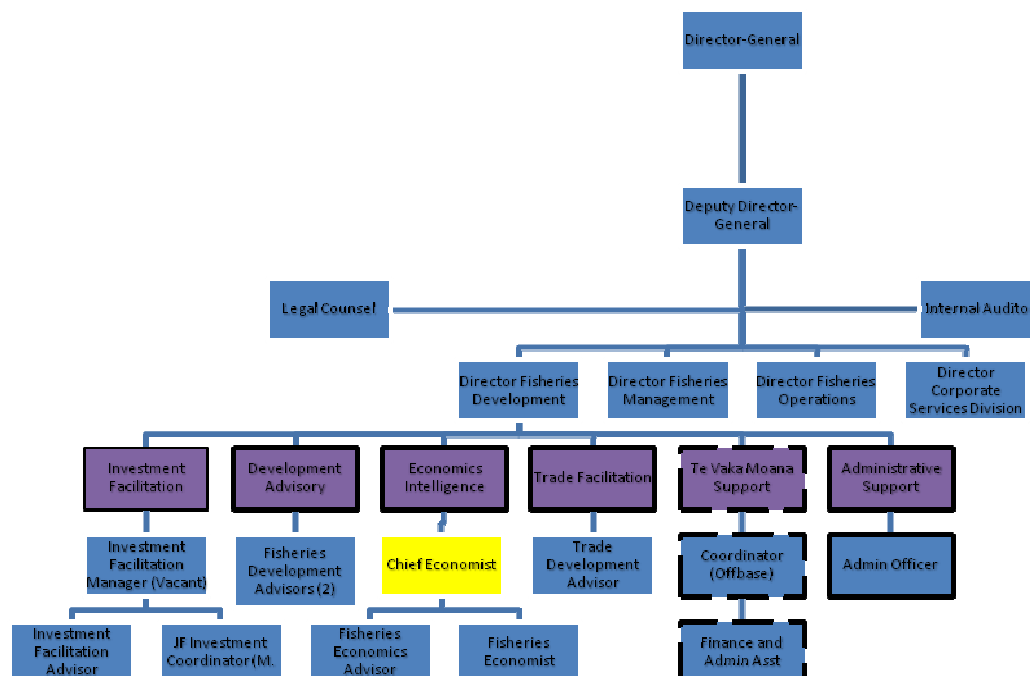 Director-General
Deputy Director-
General
Legal Counsel
Internal Audito
Director Fisheries
Development
Director Fisheries
Management
Director Fisheries
Operations
Director
Corporate
Services Division
Investment
Facilitation
Development
Advisory
Economics
Intelligence
Trade Facilitation
Te Vaka Moana
Support
Administrative
Support
Investment
Facilitation
Manager (Vacant)
Fisheries
Development
Advisors (2)
Chief Economist
Trade
Development
Advisor
Coordinator
(Offbase)
Admin Officer
Investment
Facilitation
Advisor
JF Investment
Coordinator (M.
Fisheries
Economics
Advisor
Fisheries
Economist
Finance and
Admin Asst